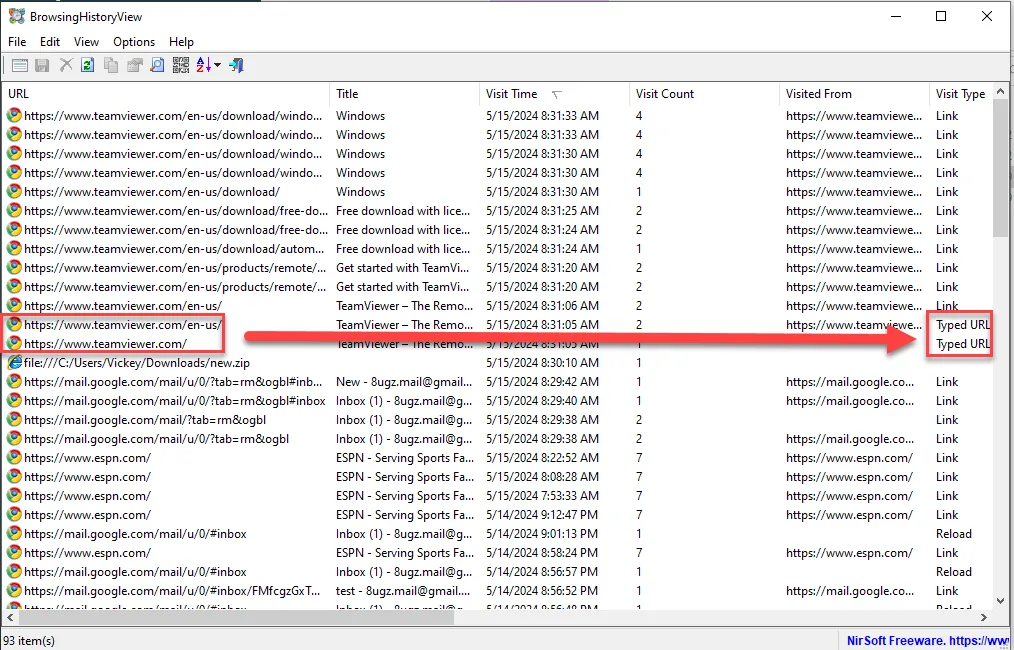 BrowsingHistoryView
File Edit View Options Help
URL Title Visit Time Visit Count Visited From Visit Type
https://www.teamviewer.com/en-us/download/windo... Windows 5/15/2024 8:31:33 AM 4 https://www.teamviewe... Link
https://www.teamviewer.com/en-us/download/windo... Windows 5/15/2024 8:31:33 AM 4 https://www.teamviewe... Link
https://www.teamviewer.com/en-us/download/windo... Windows 5/15/2024 8:31:30 AM 4 https://www.teamviewe... Link
https://www.teamviewer.com/en-us/download/windo... Windows 5/15/2024 8:31:30 AM 4 https://www.teamviewe... Link
https://www.teamviewer.com/en-us/download/ Windows 5/15/2024 8:31:30 AM 1 https://www.teamviewe... Link
https://www.teamviewer.com/en-us/download/free-do... Free download with lice... 5/15/2024 8:31:25 AM 2 https://www.teamviewe... Link
https://www.teamviewer.com/en-us/download/free-do... Free download with lice... 5/15/2024 8:31:24 AM 2 https://www.teamviewe... Link
https://www.teamviewer.com/en-us/download/autom... Free download with lice... 5/15/2024 8:31:24 AM 1 https://www.teamviewe... Link
https://www.teamviewer.com/en-us/products/remote/... Get started with TeamVi... 5/15/2024 8:31:20 AM 2 https://www.teamviewe... Link
https://www.teamviewer.com/en-us/products/remote/... Get started with TeamVi... 5/15/2024 8:31:20 AM 2 https://www.teamviewe... Link
https://www.teamviewer.com/en-us/ TeamViewer – The Remo... 5/15/2024 8:31:06 AM 2 https://www.teamviewe... Link
https://www.teamviewer.com/en-us/ TeamViewer – The Remo... 5/15/2024 8:31:05 AM 2 https://www.teamviewe... Typed URL
https://www.teamviewer.com/ TeamViewer – The Remo... 5/15/2024 8:31:05 AM 1 Typed URL
file:///C:/Users/Vickey/Downloads/new.zip 5/15/2024 8:30:10 AM 1
https://mail.google.com/mail/u/0/?tab=rm&ogbl#inb... New - 8ugz.mail@gmail... 5/15/2024 8:29:42 AM 1 https://mail.google.co... Link
https://mail.google.com/mail/u/0/?tab=rm&ogbl#inbox Inbox (1) - 8ugz.mail@g... 5/15/2024 8:29:40 AM 1 https://mail.google.co... Link
https://mail.google.com/mail/?tab=rm&ogbl Inbox (1) - 8ugz.mail@g... 5/15/2024 8:29:38 AM 2 Link
https://mail.google.com/mail/u/0/?tab=rm&ogbl Inbox (1) - 8ugz.mail@g... 5/15/2024 8:29:38 AM 2 https://mail.google.co... Link
https://www.espn.com/ ESPN - Serving Sports Fa... 5/15/2024 8:22:52 AM 7 https://www.espn.com/ Link
https://www.espn.com/ ESPN - Serving Sports Fa... 5/15/2024 8:08:28 AM 7 https://www.espn.com/ Link
https://www.espn.com/ ESPN - Serving Sports Fa... 5/15/2024 7:53:33 AM 7 https://www.espn.com/ Link
https://www.espn.com/ ESPN - Serving Sports Fa... 5/14/2024 9:12:47 PM 7 https://www.espn.com/ Link
https://mail.google.com/mail/u/0/#inbox Inbox (1) - 8ugz.mail@g... 5/14/2024 9:01:13 PM 1 Reload
https://www.espn.com/ ESPN - Serving Sports Fa... 5/14/2024 8:58:24 PM 7 https://www.espn.com/ Link
https://mail.google.com/mail/u/0/#inbox Inbox (1) - 8ugz.mail@g... 5/14/2024 8:56:57 PM 1 Reload
https://mail.google.com/mail/u/0/#inbox/FMfcgzGxT... test - 8ugz.mail@gmail.... 5/14/2024 8:56:52 PM 1 https://mail.google.co... Link
https://mail.google.com/mail/u/0/#inbox Inbox (1) - 8ugz.mail@g... 5/14/2024 8:56:48 PM 1 Reload
93 item(s) NirSoft Freeware. https://ww